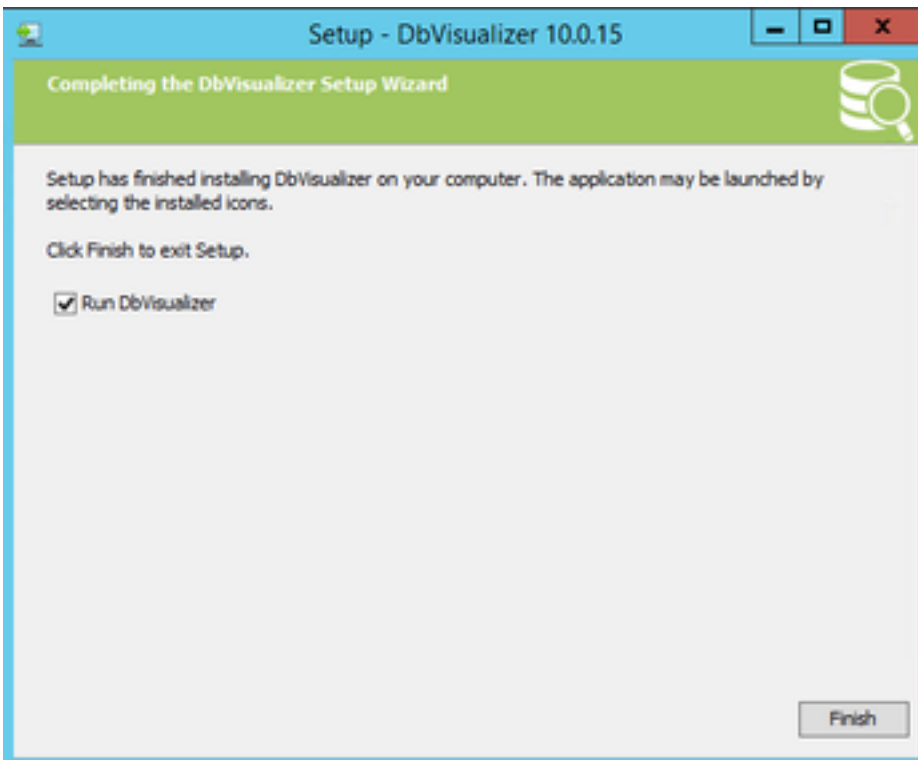 Setup - DbVisualizer 10.0.15
Completing the DbVisualizer Setup Wizard
Setup has finished installing DbVisualizer on your computer. The application may be launched by
selecting the installed icons.
Click Finish to exit Setup.
Run DbVisualizer
Finish